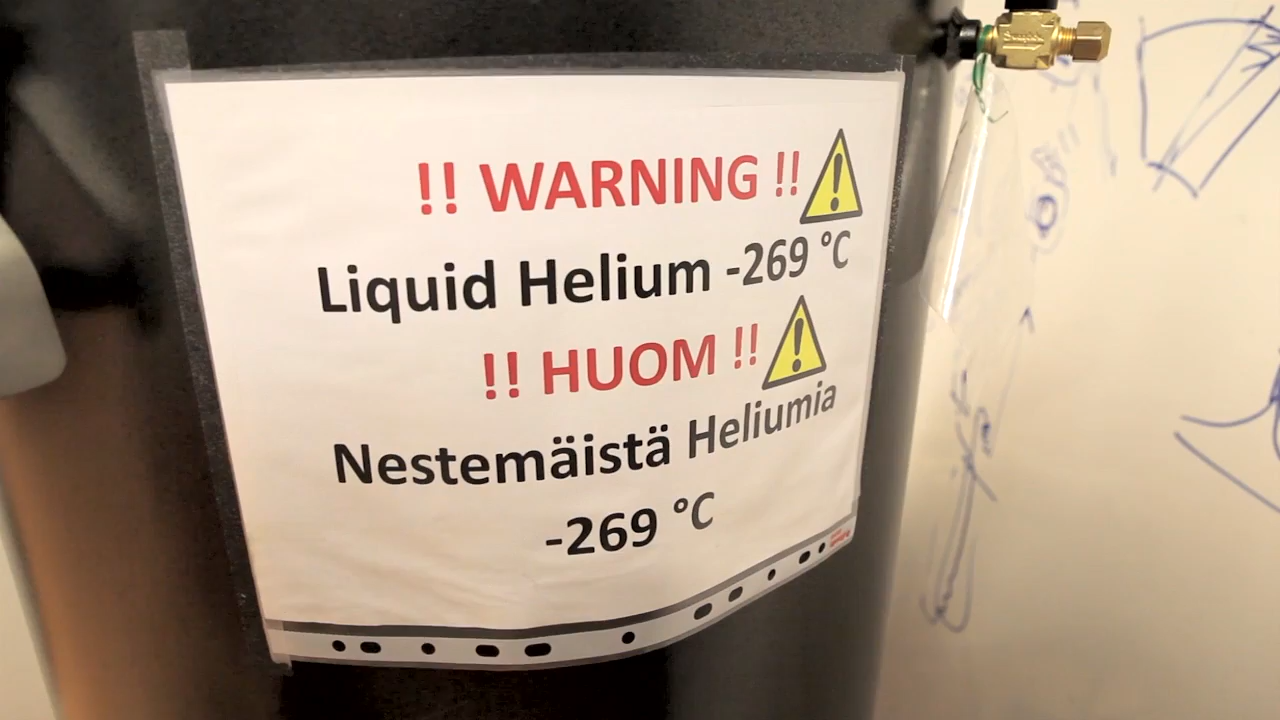 !! WARNING !!
Liquid Helium -269 °C
!! HUOM !!
Nestemäistä Heliumia
-269 °C